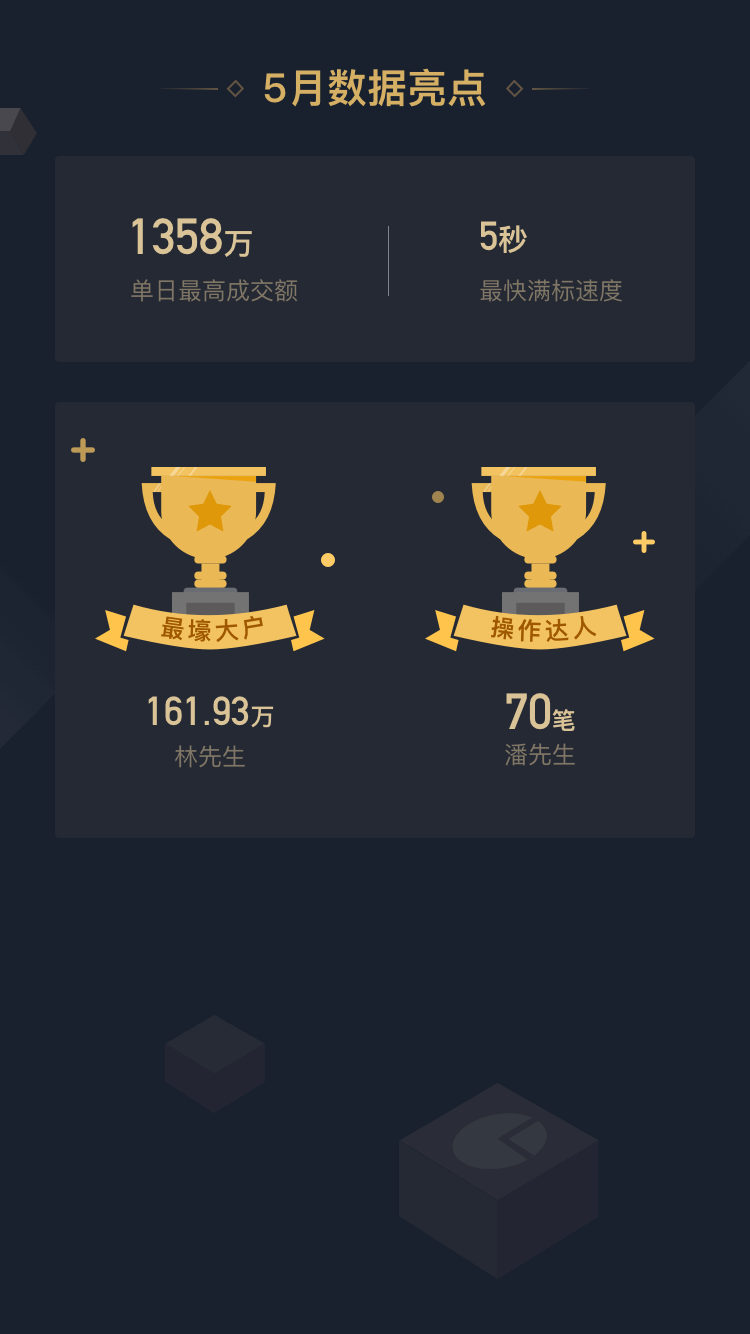 5月数据亮点
1358万
单日最高成交额
5秒
最快满标速度
最壕大户
161.93万
林先生
操作达人
70笔
潘先生